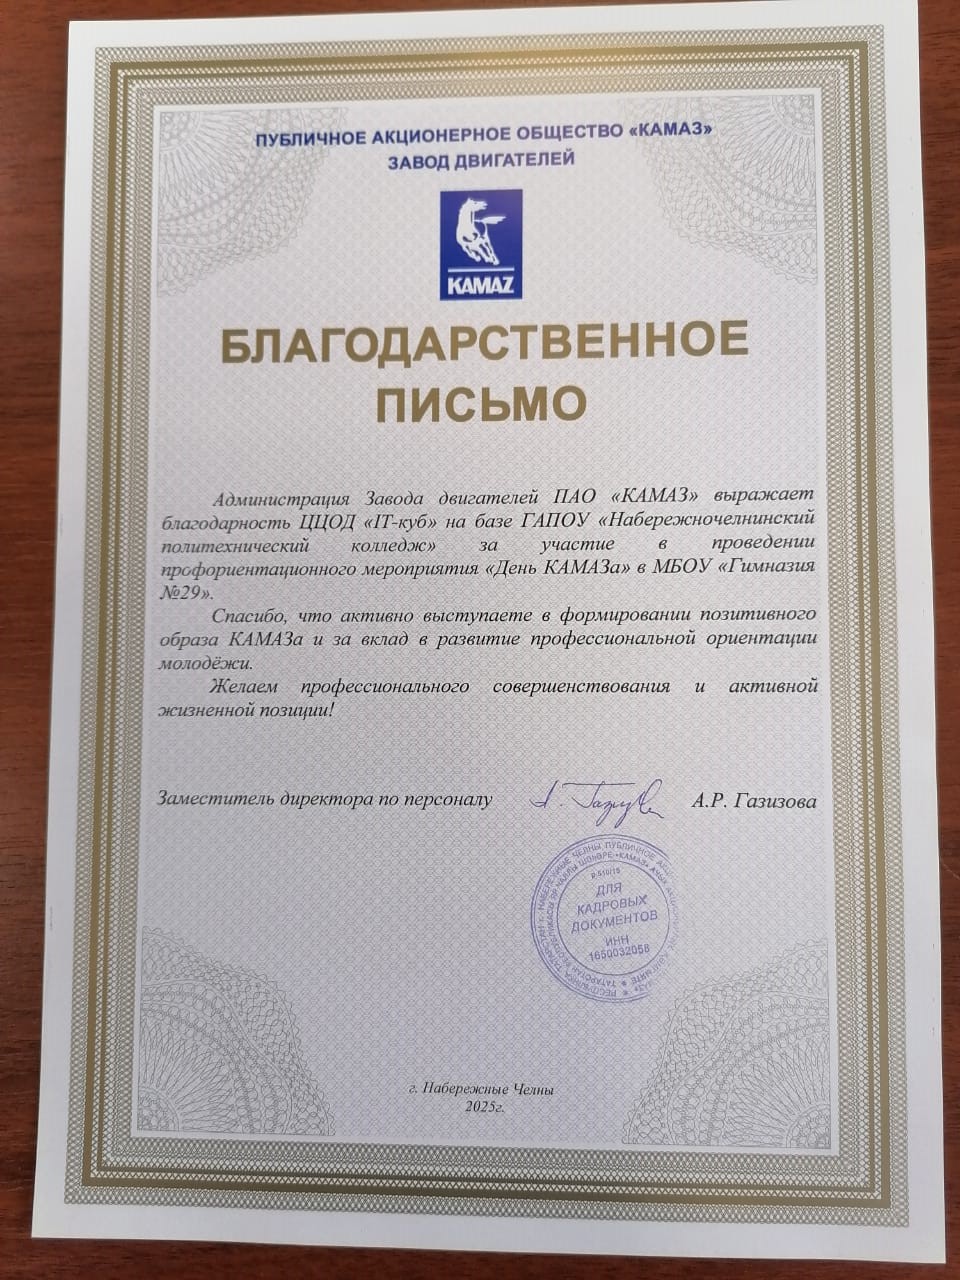 ПУБЛИЧНОЕ АКЦИОНЕРНОЕ ОБЩЕСТВО «КАМАЗ»
ЗАВОД ДВИГАТЕЛЕЙ
KAMAZ
БЛАГОДАРСТВЕННОЕ
ПИСЬМО
Администрация Завода двигателей ПАО «КАМАЗ» выражает
благодарность ЦЦОД «IT-куб» на базе ГАПОУ «Набережночелнинский
политехнический колледж» за участие в проведении
профориентационного мероприятия «День КАМАЗа» в МБОУ «Гимназия
№29».
Спасибо, что активно выступаете в формировании позитивного
образа КАМАЗа и за вклад в развитие профессиональной ориентации
молодёжи.
Желаем профессионального совершенствования и активной
жизненной позиции!
Заместитель директора по персоналу
А.Р. Газизова
ДЛЯ
КАДРОВЫХ
ДОКУМЕНТОВ
ИНН
1650032058
г. Набережные Челны
2025г.